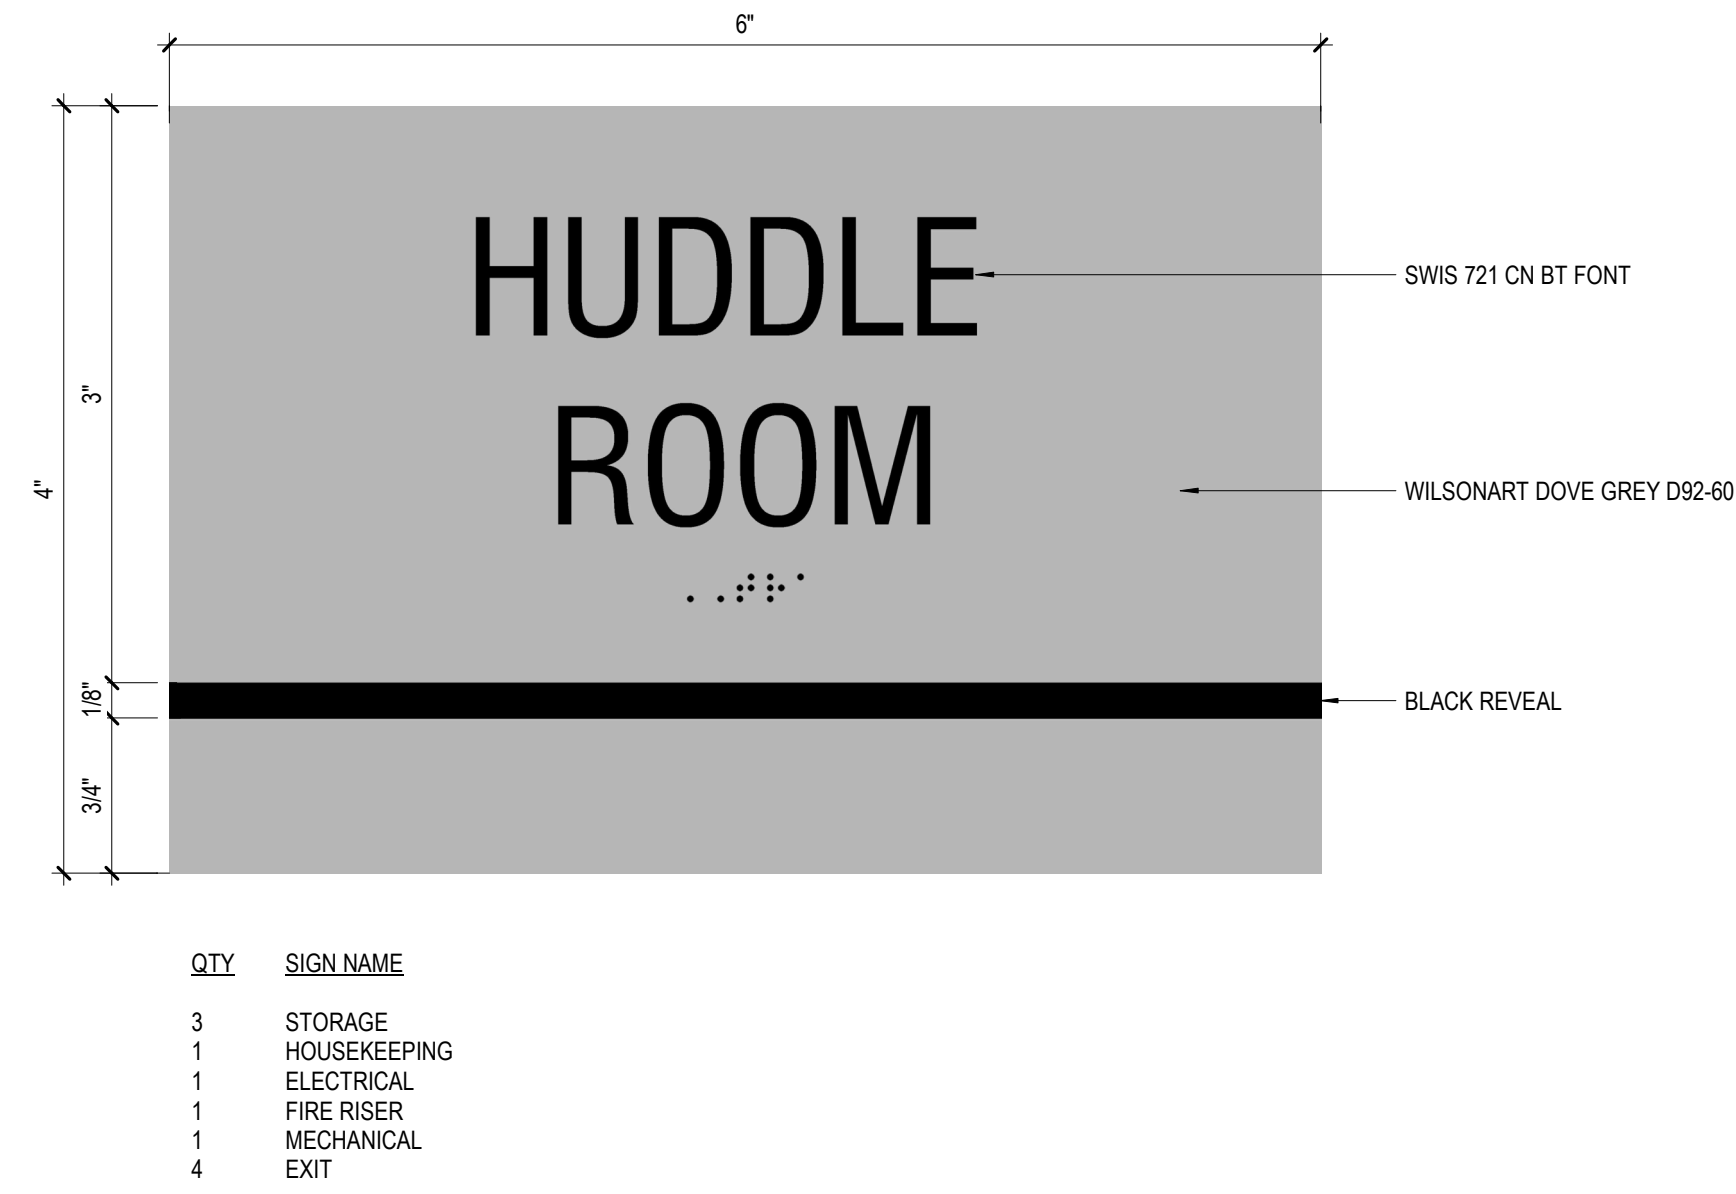 6"
HUDDLE
SWIS 721 CN BT FONT
3"
ROOM
4"
WILSONART DOVE GREY D92-60
⠠⠠⠞⠗⠁
1/8"
BLACK REVEAL
3/4"
QTY SIGN NAME
3 STORAGE
1 HOUSEKEEPING
1 ELECTRICAL
1 FIRE RISER
1 MECHANICAL
4 EXIT